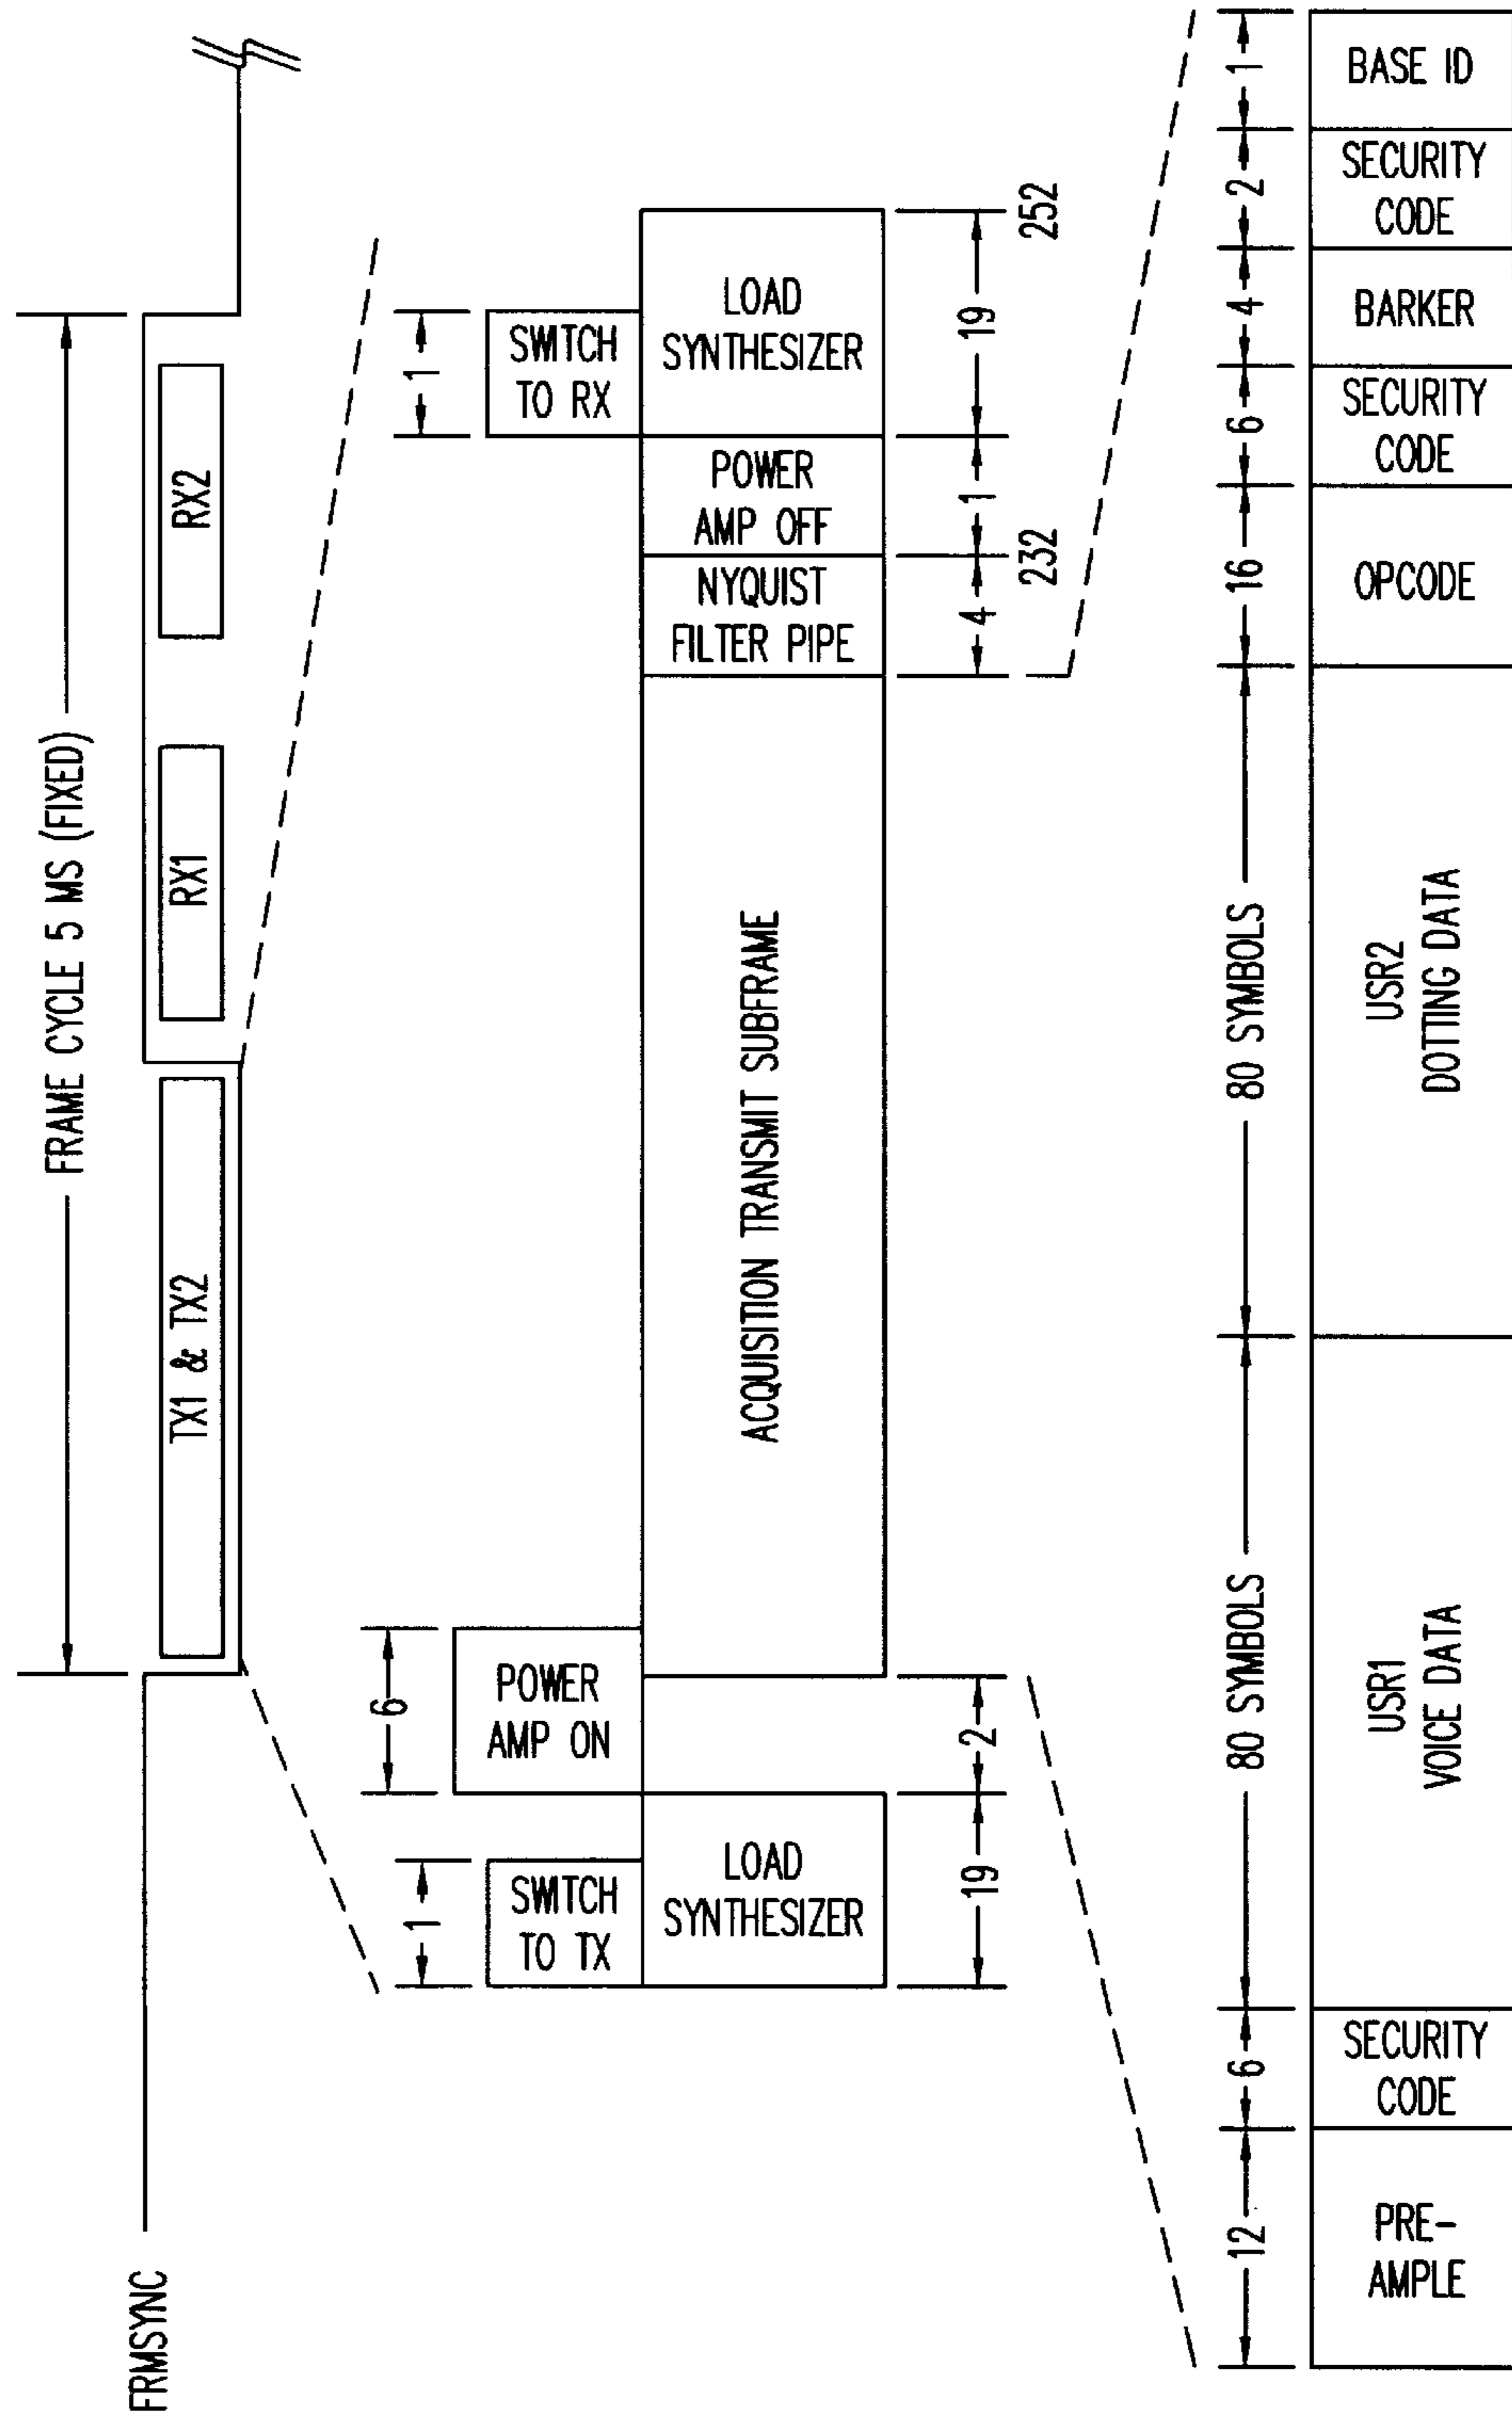 FRAME CYCLE 5 MS (FIXED)
FRMSYNC
TX1 & TX2
RX1
RX2
1
6
1
SWITCH
TO TX
POWER
AMP ON
SWITCH
TO RX
LOAD
SYNTHESIZER
ACQUISITION TRANSMIT SUBFRAME
NYQUIST
FILTER PIPE
POWER
AMP OFF
LOAD
SYNTHESIZER
19
2
4
1
19
232
252
12
6
80 SYMBOLS
80 SYMBOLS
16
6
4
2
1
PRE-
AMPLE
SECURITY
CODE
USR1
VOICE DATA
USR2
DOTTING DATA
OPCODE
SECURITY
CODE
BARKER
SECURITY
CODE
BASE ID